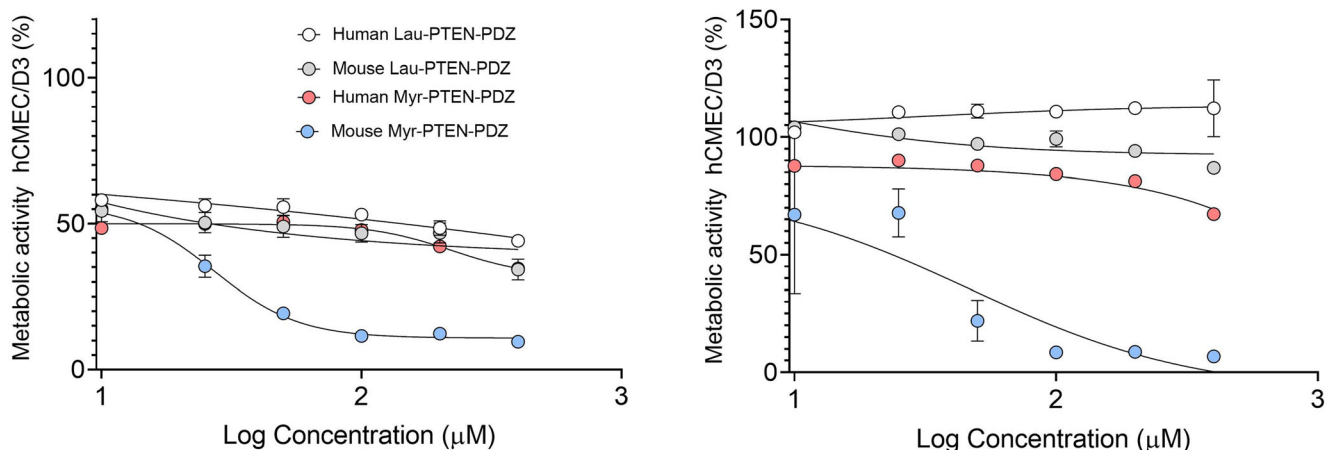 Metabolic activity hCMEC/D3 (%)
100
50
0
Human Lau-PTEN-PDZ
Mouse Lau-PTEN-PDZ
Human Myr-PTEN-PDZ
Mouse Myr-PTEN-PDZ
1
2
3
Log Concentration (μM)
Metabolic activity hCMEC/D3 (%)
150
100
50
0
1
2
3
Log Concentration (μM)